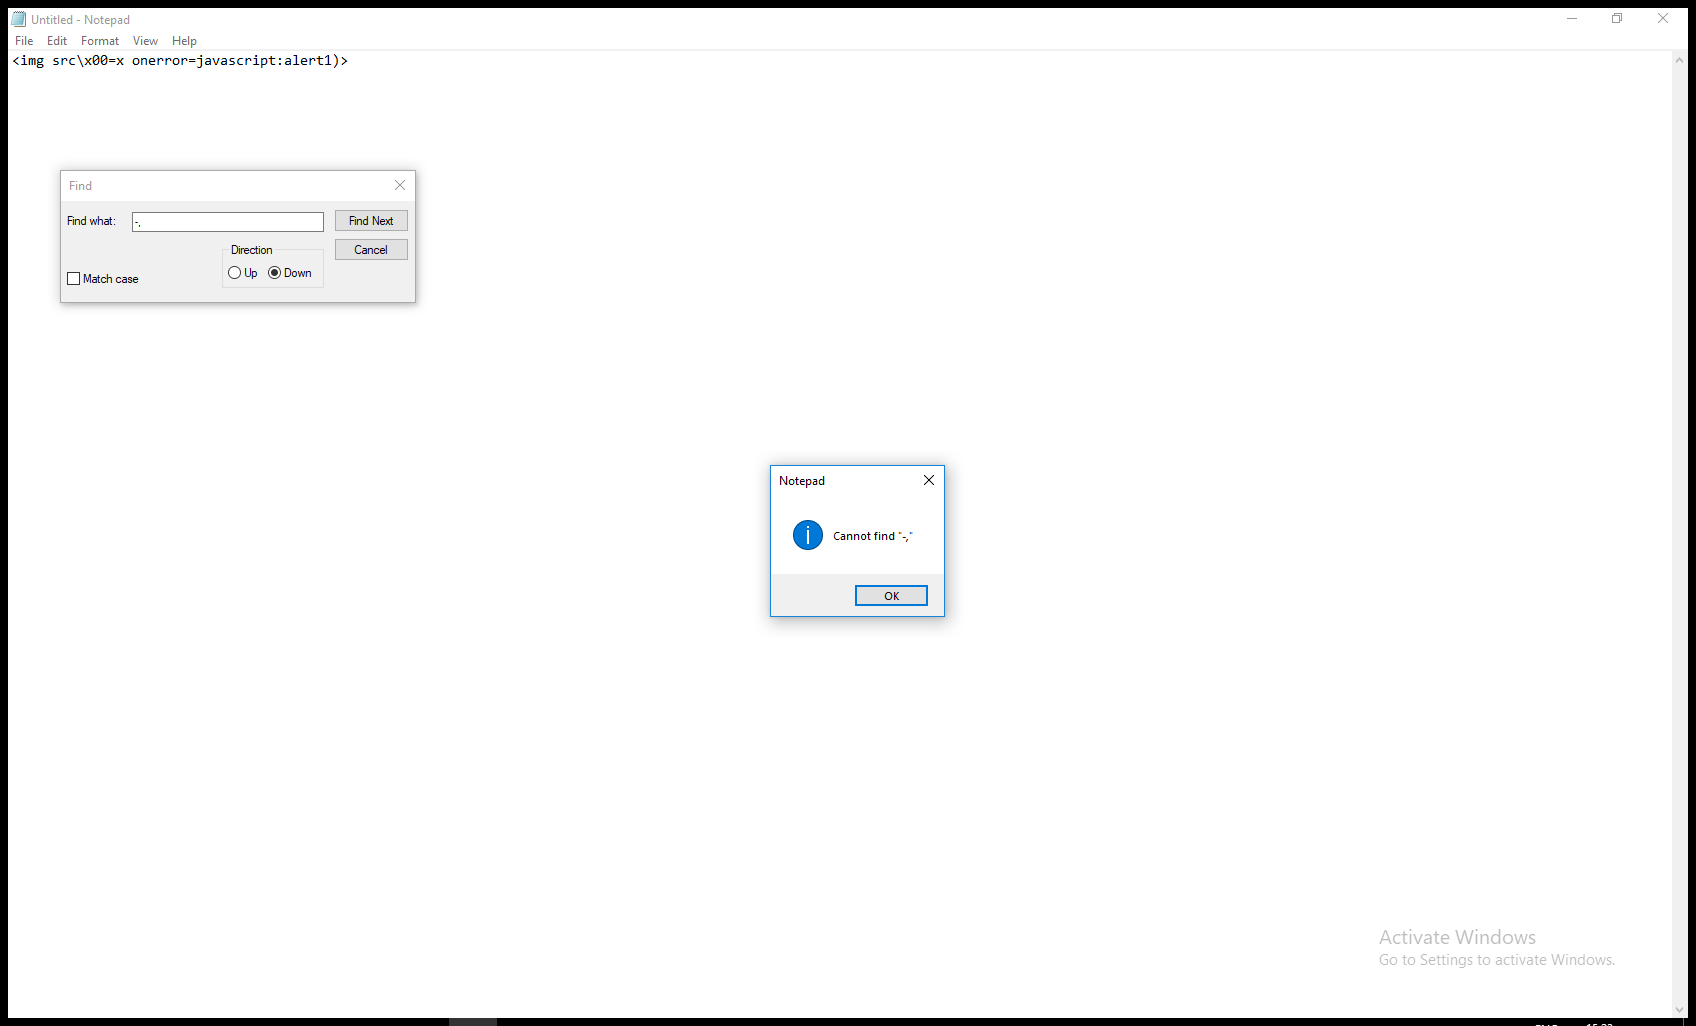 Untitled - Notepad
File Edit Format View Help
<img src\x00=x onerror=javascript:alert1)>
Find
Find what: -,
Find Next
Direction
Cancel
Up Down
Match case
Notepad
Cannot find "-,"
OK
Activate Windows
Go to Settings to activate Windows.